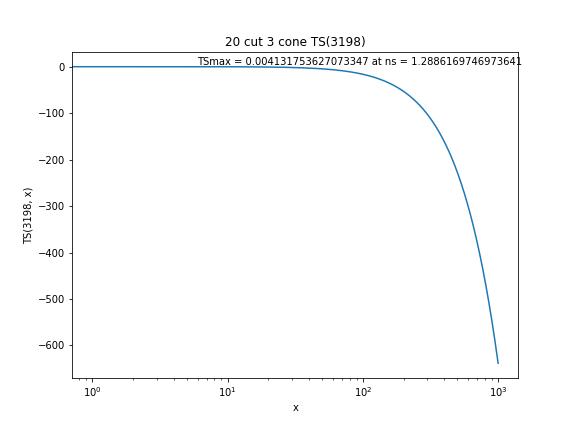 20 cut 3 cone TS(3198)
TSmax = 0.004131753627073347 at ns = 1.2886169746973641
0
−100
−200
−300
−400
−500
−600
TS(3198, x)
10⁰ 10¹ 10² 10³
x